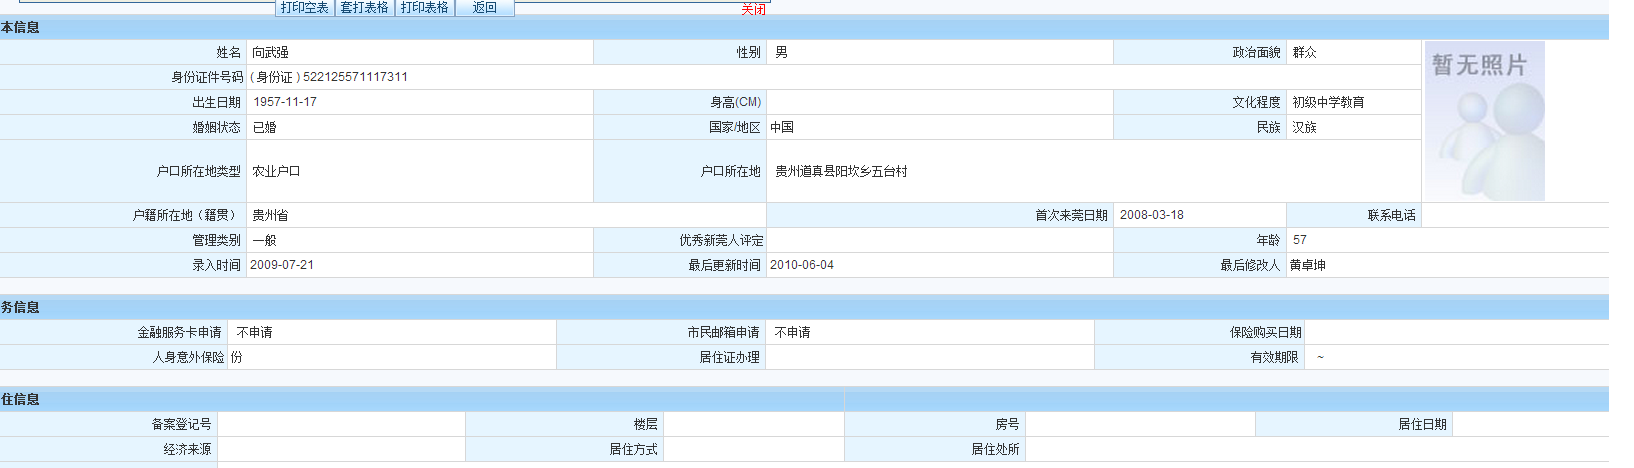 打印空表 套打表格 打印表格 返回 关闭
本信息
姓名 向武强 性别 男 政治面貌 群众
暂无照片
身份证件号码 ( 身份证 ) 522125571117311
出生日期 1957-11-17 身高(CM) 文化程度 初级中学教育
婚姻状态 已婚 国家/地区 中国 民族 汉族
户口所在地类型 农业户口 户口所在地 贵州道真县阳坎乡五台村
户籍所在地（籍贯） 贵州省 首次来莞日期 2008-03-18 联系电话
管理类别 一般 优秀新莞人评定 年龄 57
录入时间 2009-07-21 最后更新时间 2010-06-04 最后修改人 黄卓坤
务信息
金融服务卡申请 不申请 市民邮箱申请 不申请 保险购买日期
人身意外保险 份 居住证办理 有效期限 ~
住信息
备案登记号 楼层 房号 居住日期
经济来源 居住方式 居住处所